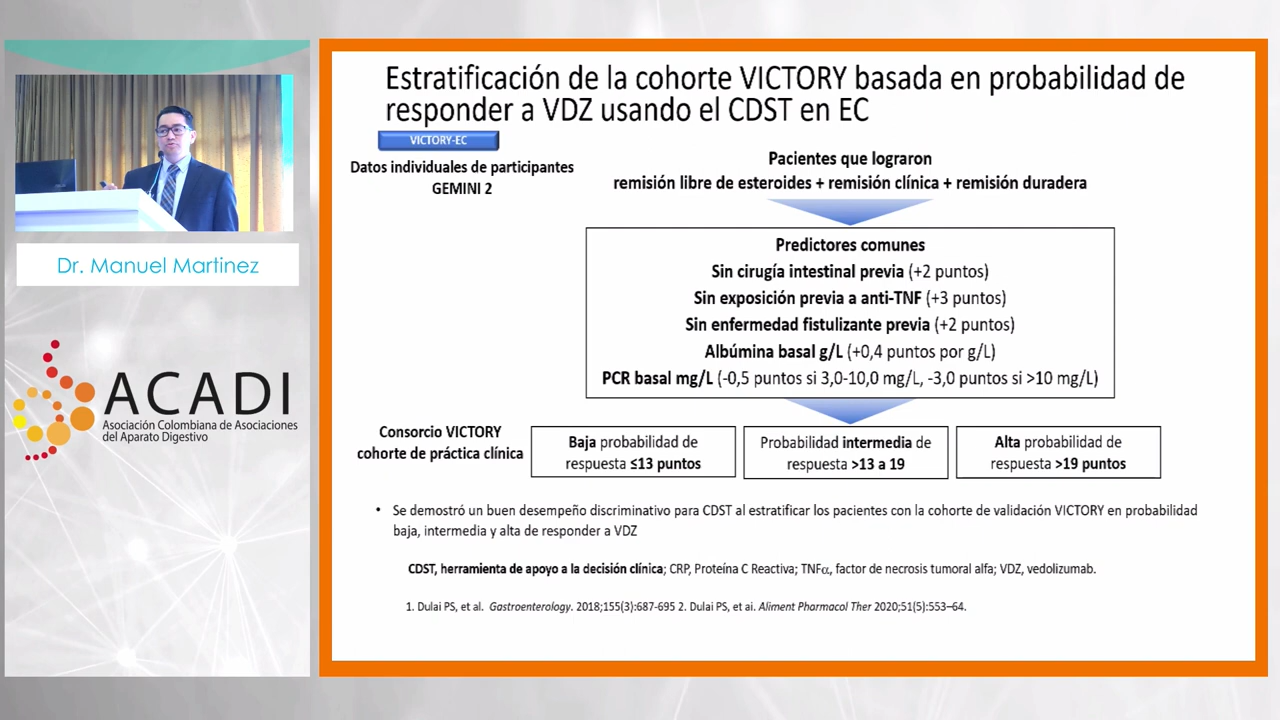 Dr. Manuel Martinez
ACADI
Asociación Colombiana de Asociaciones
del Aparato Digestivo
Estratificación de la cohorte VICTORY basada en probabilidad de
responder a VDZ usando el CDST en EC
VICTORY-EC
Datos individuales de participantes
GEMINI 2
Pacientes que lograron
remisión libre de esteroides + remisión clínica + remisión duradera
Predictores comunes
Sin cirugía intestinal previa (+2 puntos)
Sin exposición previa a anti-TNF (+3 puntos)
Sin enfermedad fistulizante previa (+2 puntos)
Albúmina basal g/L (+0,4 puntos por g/L)
PCR basal mg/L (-0,5 puntos si 3,0-10,0 mg/L, -3,0 puntos si >10 mg/L)
Consorcio VICTORY
cohorte de práctica clínica
Baja probabilidad de
respuesta ≤13 puntos
Probabilidad intermedia de
respuesta >13 a 19
Alta probabilidad de
respuesta >19 puntos
• Se demostró un buen desempeño discriminativo para CDST al estratificar los pacientes con la cohorte de validación VICTORY en probabilidad
baja, intermedia y alta de responder a VDZ
CDST, herramienta de apoyo a la decisión clínica; CRP, Proteína C Reactiva; TNFα, factor de necrosis tumoral alfa; VDZ, vedolizumab.
1. Dulai PS, et al. Gastroenterology. 2018;155(3):687-695 2. Dulai PS, et ai. Aliment Pharmacol Ther 2020;51(5):553–64.